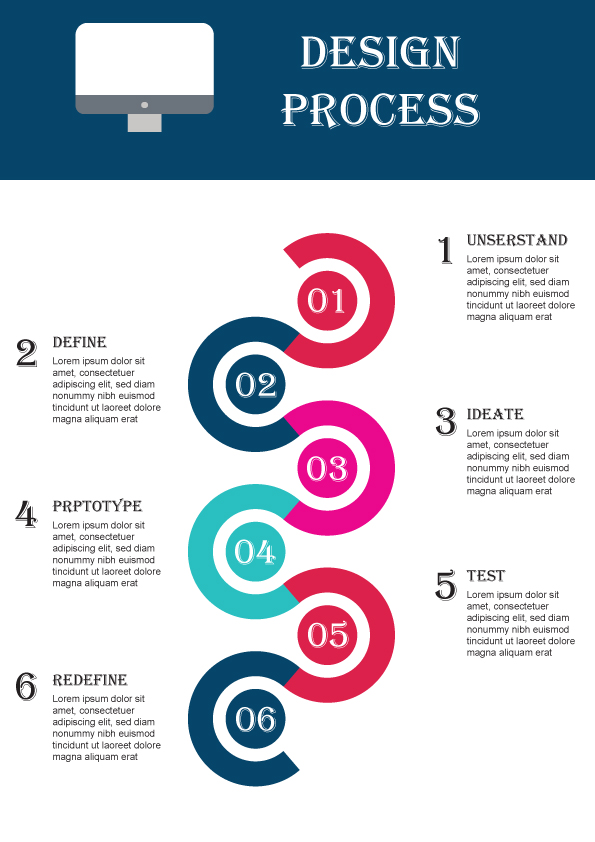 DESIGN
PROCESS
1 UNSERSTAND
Lorem ipsum dolor sit
amet, consectetuer
adipiscing elit, sed diam
nonummy nibh euismod
tincidunt ut laoreet dolore
magna aliquam erat
01
2 DEFINE
Lorem ipsum dolor sit
amet, consectetuer
adipiscing elit, sed diam
nonummy nibh euismod
tincidunt ut laoreet dolore
magna aliquam erat
02
3 IDEATE
Lorem ipsum dolor sit
amet, consectetuer
adipiscing elit, sed diam
nonummy nibh euismod
tincidunt ut laoreet dolore
magna aliquam erat
03
4 PRPTOTYPE
Lorem ipsum dolor sit
amet, consectetuer
adipiscing elit, sed diam
nonummy nibh euismod
tincidunt ut laoreet dolore
magna aliquam erat
04
5 TEST
Lorem ipsum dolor sit
amet, consectetuer
adipiscing elit, sed diam
nonummy nibh euismod
tincidunt ut laoreet dolore
magna aliquam erat
05
6 REDEFINE
Lorem ipsum dolor sit
amet, consectetuer
adipiscing elit, sed diam
nonummy nibh euismod
tincidunt ut laoreet dolore
magna aliquam erat
06